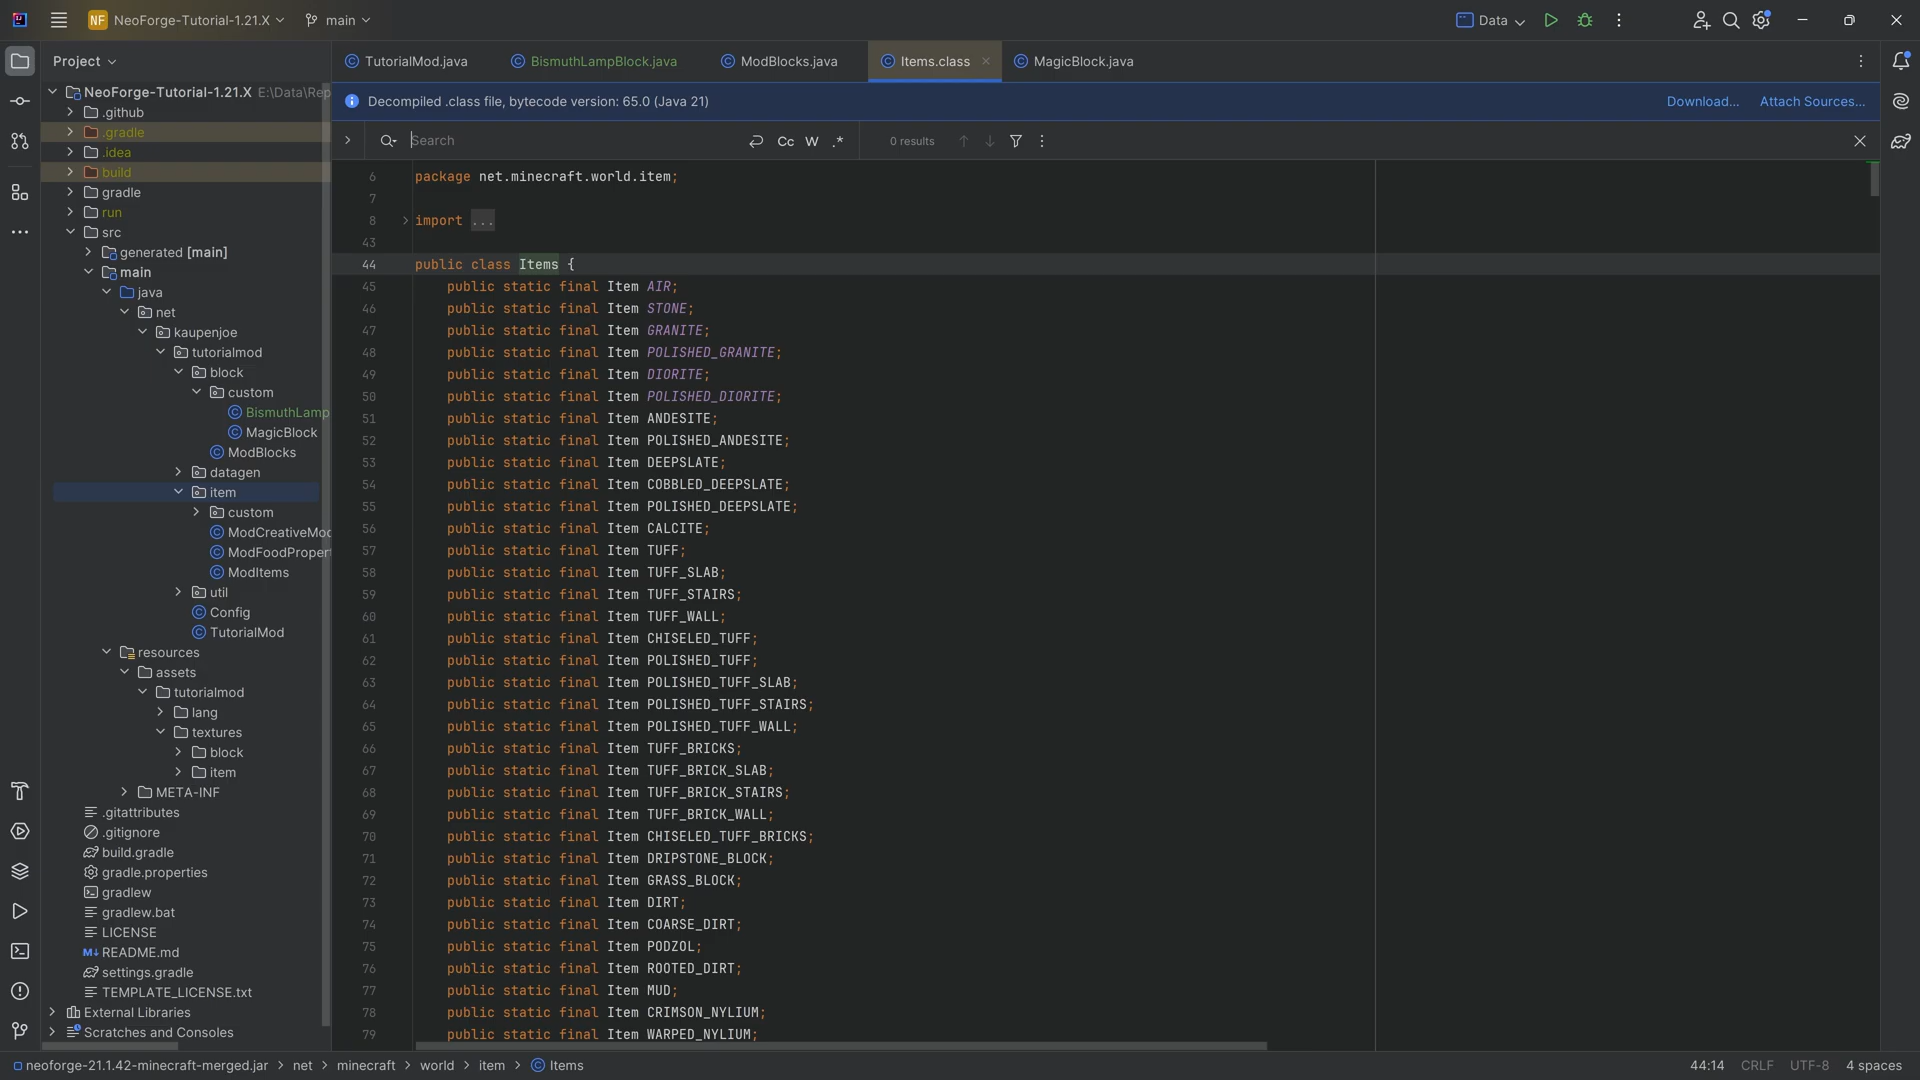 NF NeoForge-Tutorial-1.21.X main Data
Project
TutorialMod.java BismuthLampBlock.java ModBlocks.java Items.class MagicBlock.java
Decompiled .class file, bytecode version: 65.0 (Java 21) Download... Attach Sources...
Search Cc W .* 0 results
NeoForge-Tutorial-1.21.X E:\Data\Rep
.github
.gradle
.idea
build
gradle
run
src
generated [main]
main
java
net
kaupenjoe
tutorialmod
block
custom
BismuthLamp
MagicBlock
ModBlocks
datagen
item
custom
ModCreativeMod
ModFoodPropert
ModItems
util
Config
TutorialMod
resources
assets
tutorialmod
lang
textures
block
item
META-INF
.gitattributes
.gitignore
build.gradle
gradle.properties
gradlew
gradlew.bat
LICENSE
M↓ README.md
settings.gradle
TEMPLATE_LICENSE.txt
External Libraries
Scratches and Consoles
6 package net.minecraft.world.item;
7
8 import ...
43
44 public class Items {
45 public static final Item AIR;
46 public static final Item STONE;
47 public static final Item GRANITE;
48 public static final Item POLISHED_GRANITE;
49 public static final Item DIORITE;
50 public static final Item POLISHED_DIORITE;
51 public static final Item ANDESITE;
52 public static final Item POLISHED_ANDESITE;
53 public static final Item DEEPSLATE;
54 public static final Item COBBLED_DEEPSLATE;
55 public static final Item POLISHED_DEEPSLATE;
56 public static final Item CALCITE;
57 public static final Item TUFF;
58 public static final Item TUFF_SLAB;
59 public static final Item TUFF_STAIRS;
60 public static final Item TUFF_WALL;
61 public static final Item CHISELED_TUFF;
62 public static final Item POLISHED_TUFF;
63 public static final Item POLISHED_TUFF_SLAB;
64 public static final Item POLISHED_TUFF_STAIRS;
65 public static final Item POLISHED_TUFF_WALL;
66 public static final Item TUFF_BRICKS;
67 public static final Item TUFF_BRICK_SLAB;
68 public static final Item TUFF_BRICK_STAIRS;
69 public static final Item TUFF_BRICK_WALL;
70 public static final Item CHISELED_TUFF_BRICKS;
71 public static final Item DRIPSTONE_BLOCK;
72 public static final Item GRASS_BLOCK;
73 public static final Item DIRT;
74 public static final Item COARSE_DIRT;
75 public static final Item PODZOL;
76 public static final Item ROOTED_DIRT;
77 public static final Item MUD;
78 public static final Item CRIMSON_NYLIUM;
79 public static final Item WARPED_NYLIUM;
neoforge-21.1.42-minecraft-merged.jar > net > minecraft > world > item > Items 44:14 CRLF UTF-8 4 spaces